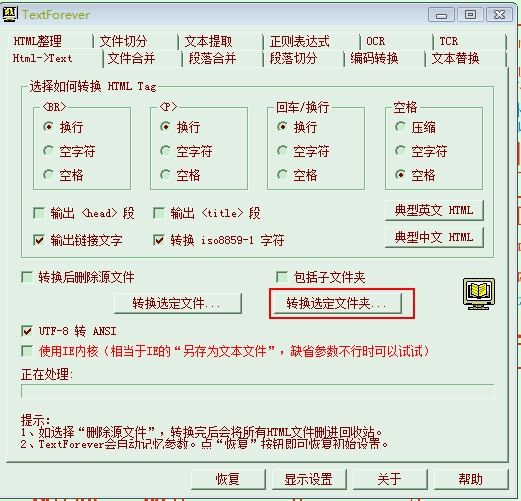 TextForever
HTML整理 文件切分 文本提取 正则表达式 OCR TCR
Html->Text 文件合并 段落合并 段落切分 编码转换 文本替换
选择如何转换 HTML Tag
<BR> <P> 回车/换行 空格
换行 换行 换行 压缩
空字符 空字符 空字符 空字符
空格 空格 空格 空格
输出 <head> 段 输出 <title> 段 典型英文 HTML
输出链接文字 转换 iso8859-1 字符 典型中文 HTML
转换后删除源文件 包括子文件夹
转换选定文件... 转换选定文件夹...
UTF-8 转 ANSI
使用IE内核（相当于IE的“另存为文本文件”，缺省参数不行时可以试试）
正在处理:
提示:
1、如选择“删除源文件”，转换完后会将所有HTML文件删进回收站。
2、TextForever会自动记忆参数。点“恢复”按钮即可恢复初始设置。
恢复 显示设置 关于 帮助